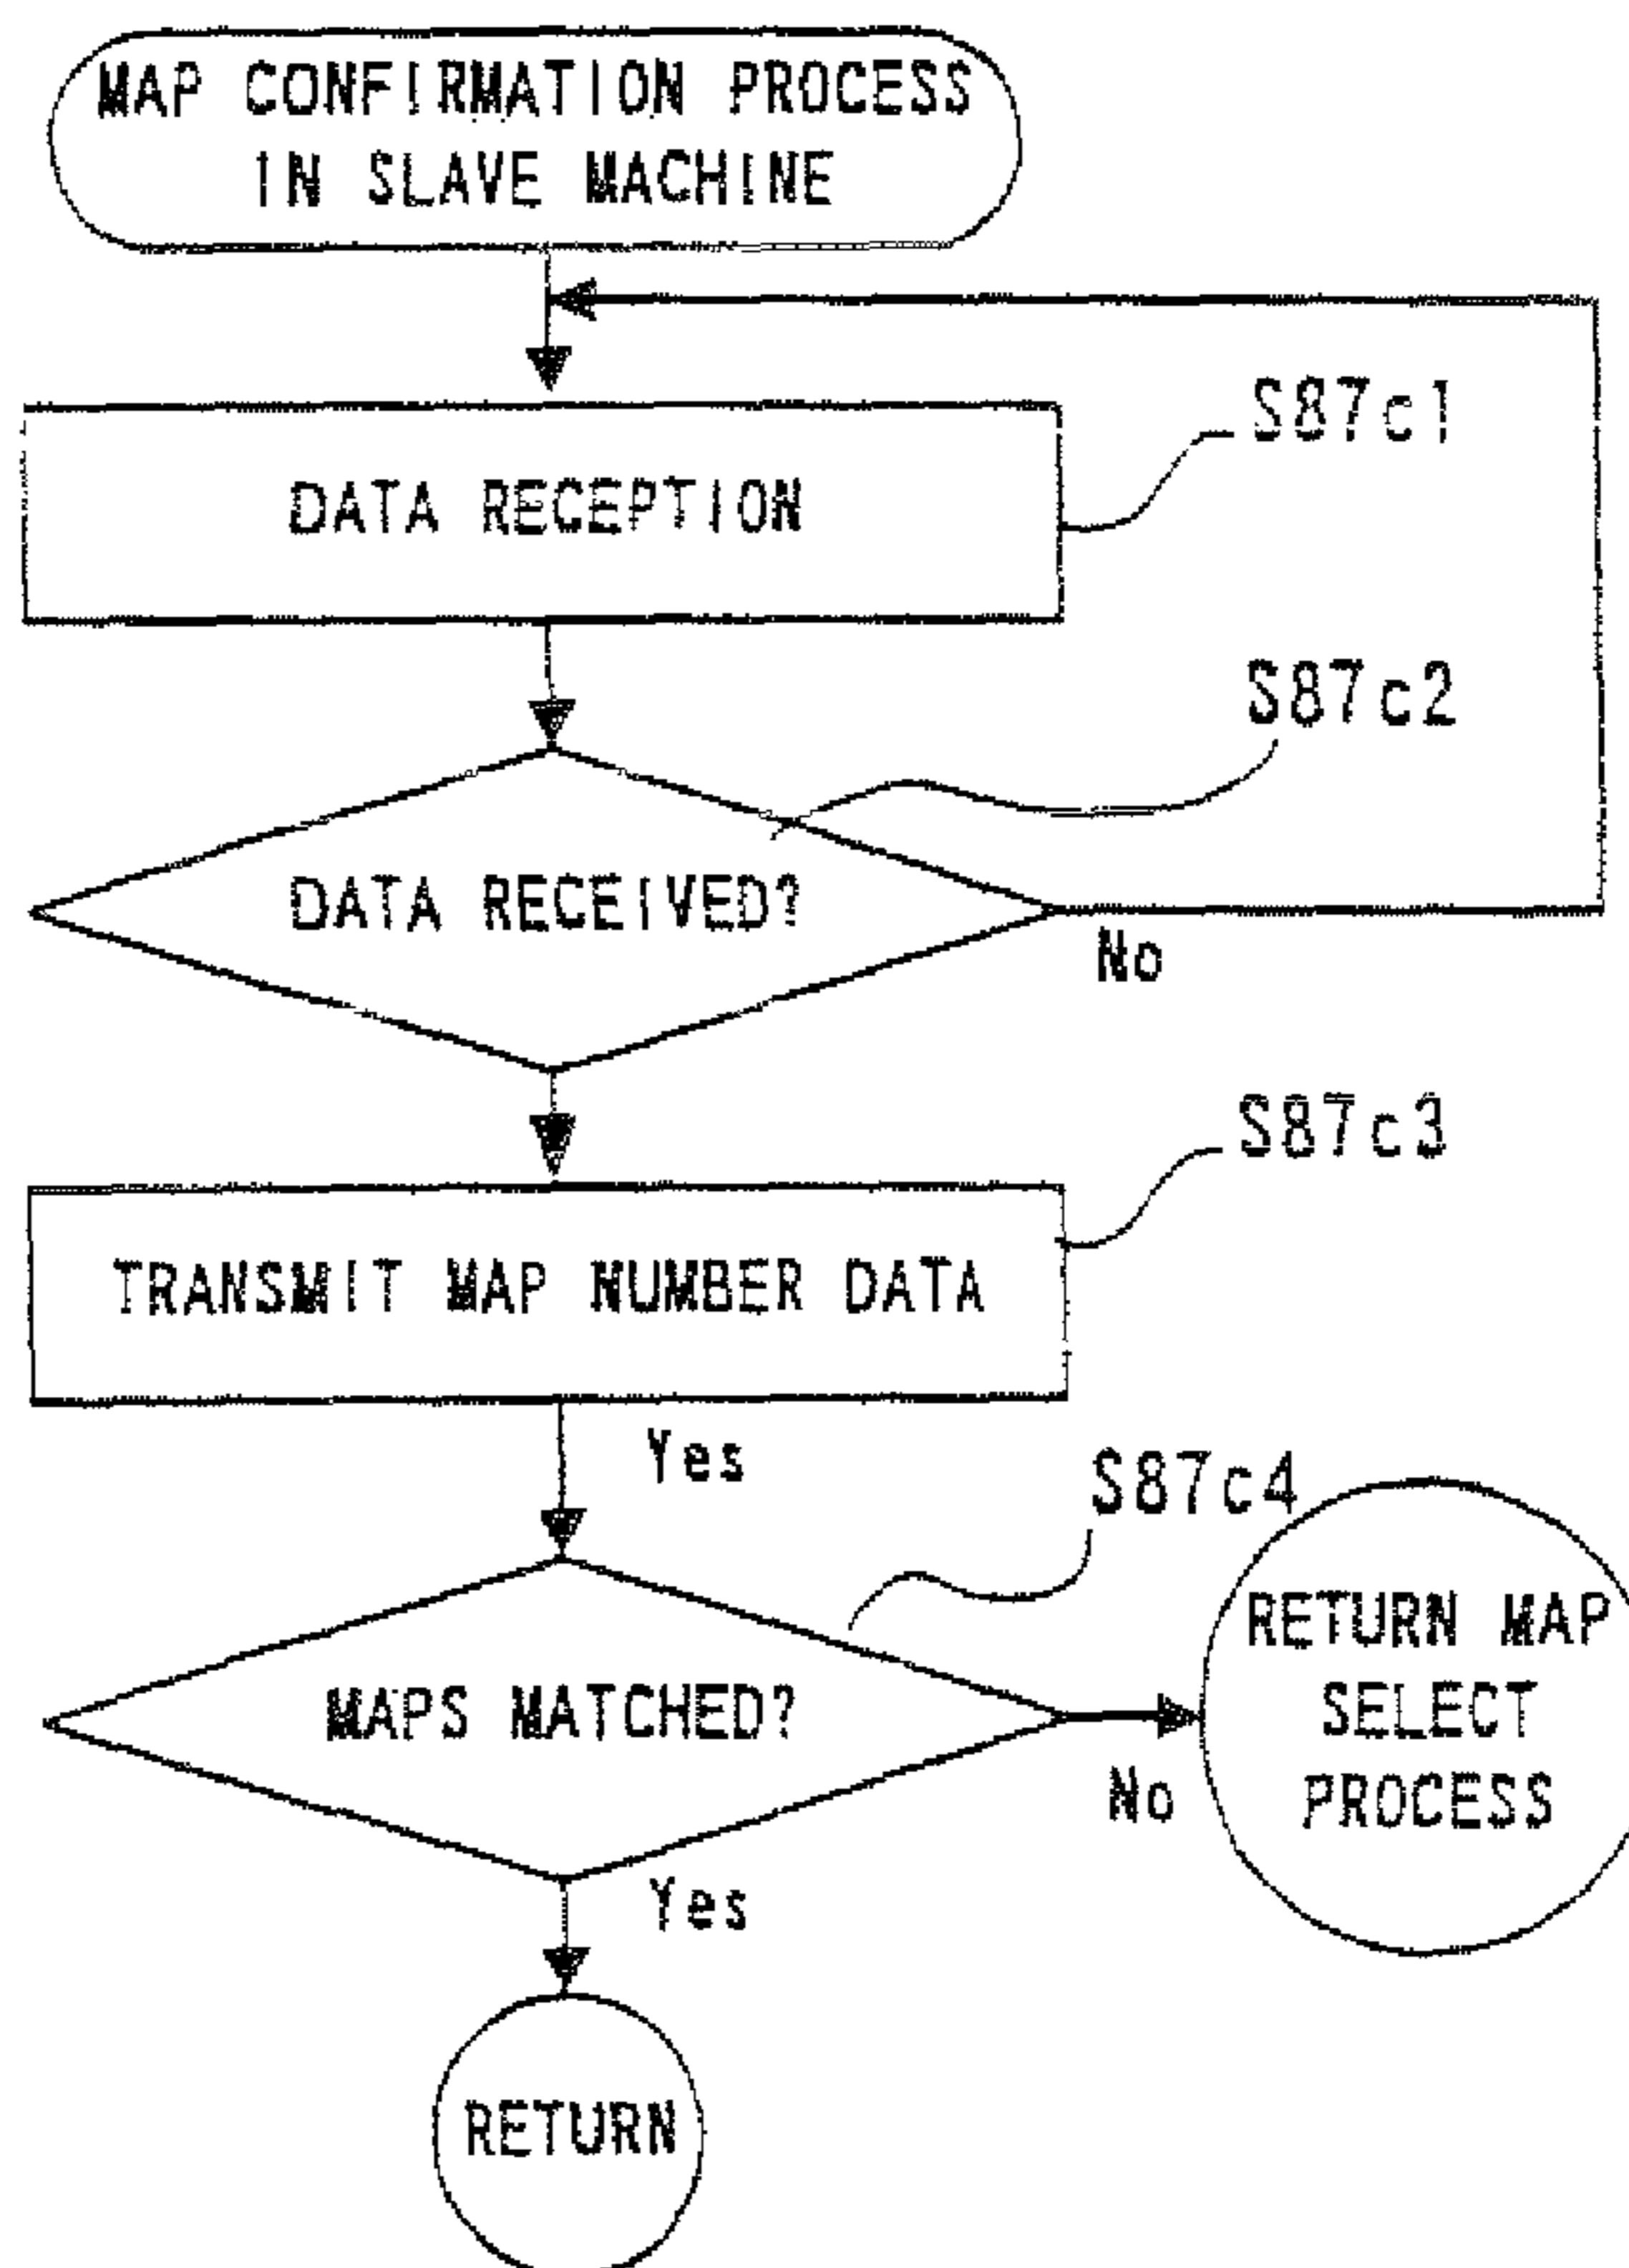 MAP CONFIRMATION PROCESS
IN SLAVE MACHINE
S87c1
DATA RECEPTION
S87c2
DATA RECEIVED?
No
S87c3
TRANSMIT MAP NUMBER DATA
Yes
S87c4
MAPS MATCHED?
No
RETURN MAP
SELECT
PROCESS
Yes
RETURN